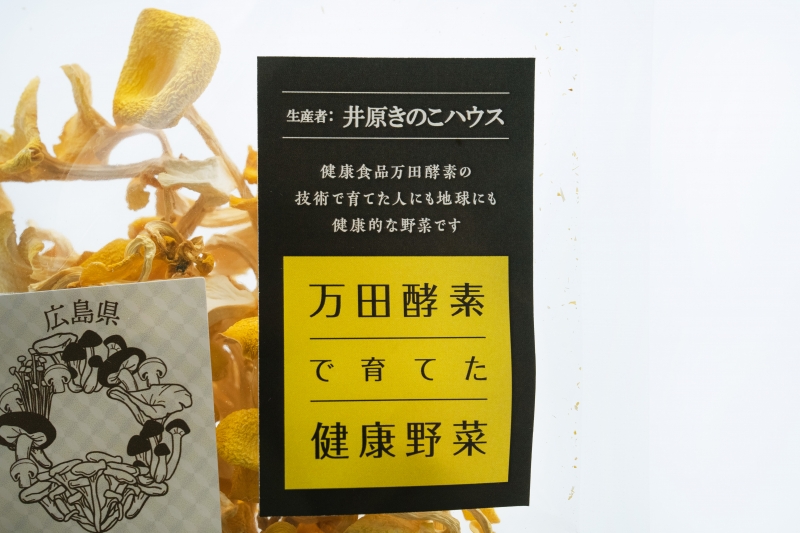 生産者: 井原きのこハウス
健康食品万田酵素の
技術で育てた人にも地球にも
健康的な野菜です
万田酵素
で育てた
健康野菜
広島県